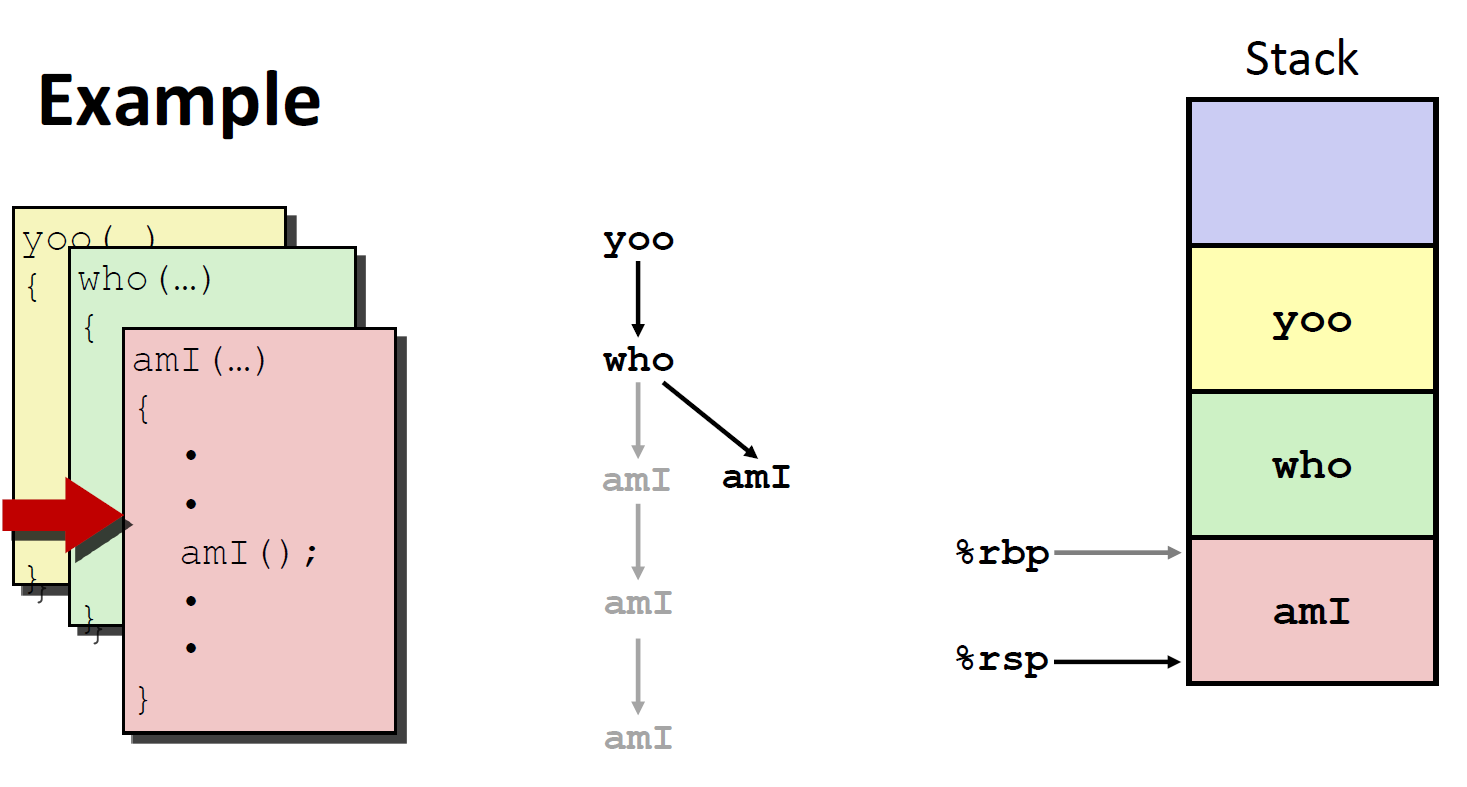 Example
Stack
yoo(…)
{
}
who(…)
{
}
amI(…)
{
•
•
amI();
•
•
}
yoo
who
amI
amI
amI
amI
yoo
who
amI
%rbp
%rsp